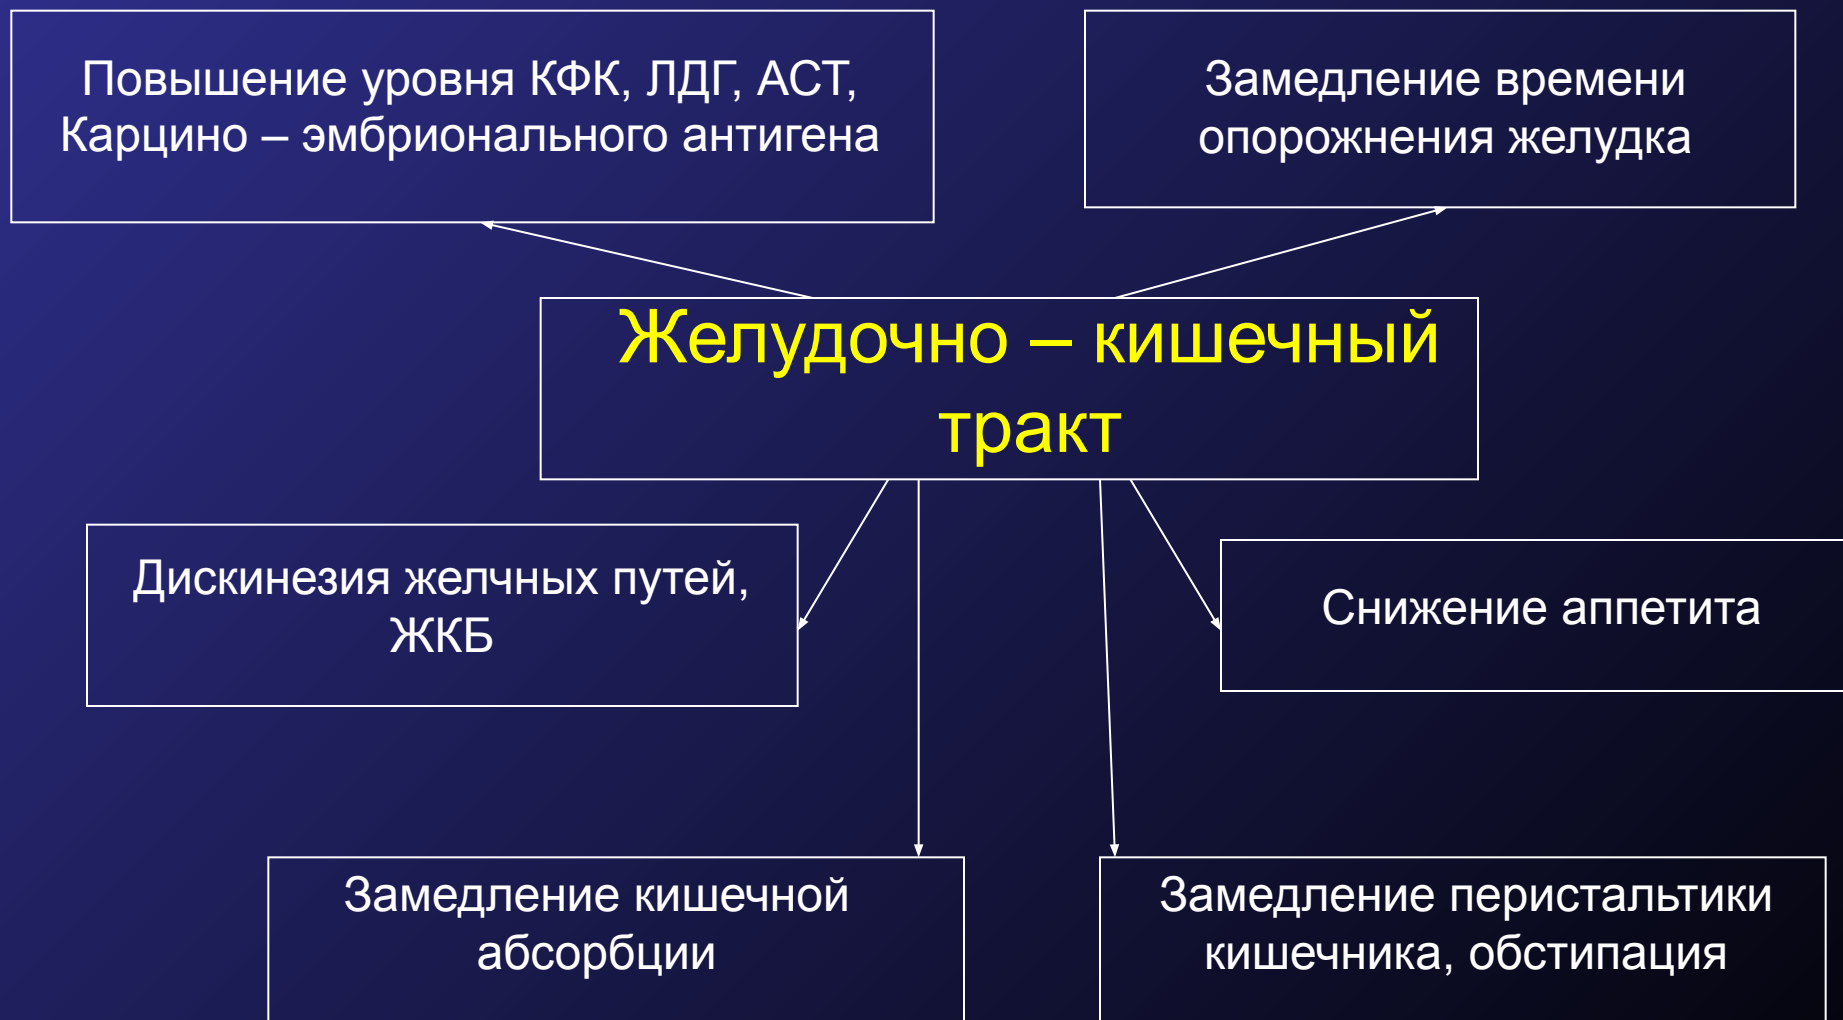 Повышение уровня КФК, ЛДГ, АСТ,
Карцино – эмбрионального антигена
Замедление времени
опорожнения желудка
Желудочно – кишечный
тракт
Дискинезия желчных путей,
ЖКБ
Снижение аппетита
Замедление кишечной
абсорбции
Замедление перистальтики
кишечника, обстипация